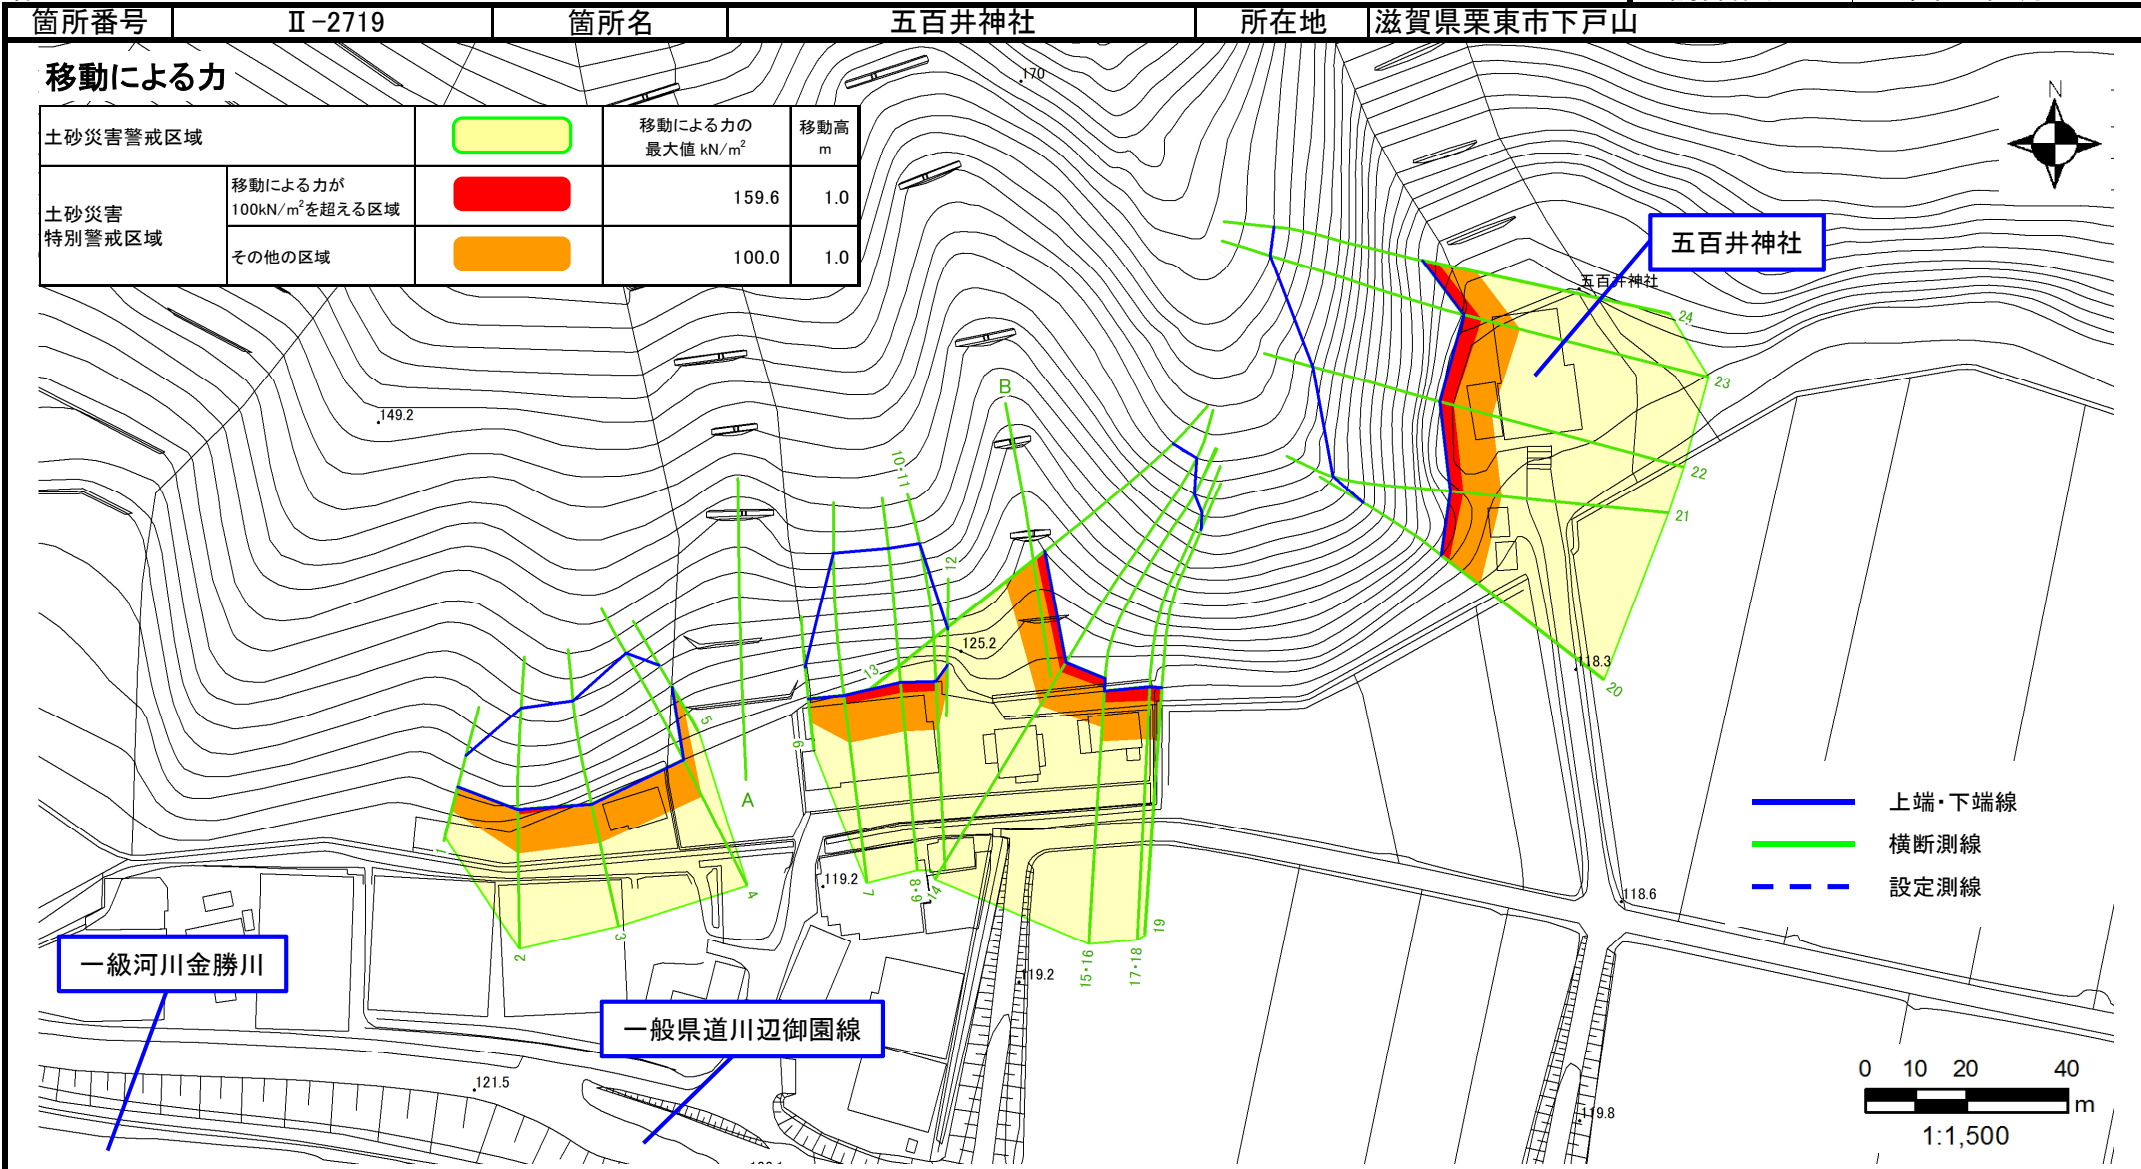 箇所番号 Ⅱ-2719 箇所名 五百井神社 所在地 滋賀県栗東市下戸山
移動による力
土砂災害警戒区域
移動による力の
最大値 kN/m²
移動高
m
土砂災害
特別警戒区域
移動による力が
100kN/m²を超える区域
159.6 1.0
その他の区域 100.0 1.0
170
N
五百井神社
五百井神社
24
23
22
21
20
149.2
B
10・11
12
13
125.2
118.3
5
6
A
1
2
3
4
7
8・9
14
15・16
17・18
19
119.2
119.2
118.6
上端・下端線
横断測線
設定測線
一級河川金勝川
一般県道川辺御園線
121.5
119.8
0 10 20 40
m
1:1,500